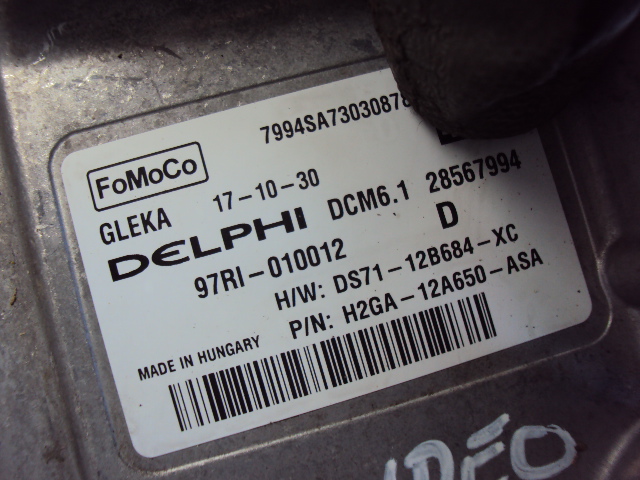 7994SA73030878
FoMoCo
GLEKA 17-10-30
DELPHI DCM6.1 28567994
97RI-010012 D
H/W: DS71-12B684-XC
P/N: H2GA-12A650-ASA
MADE IN HUNGARY